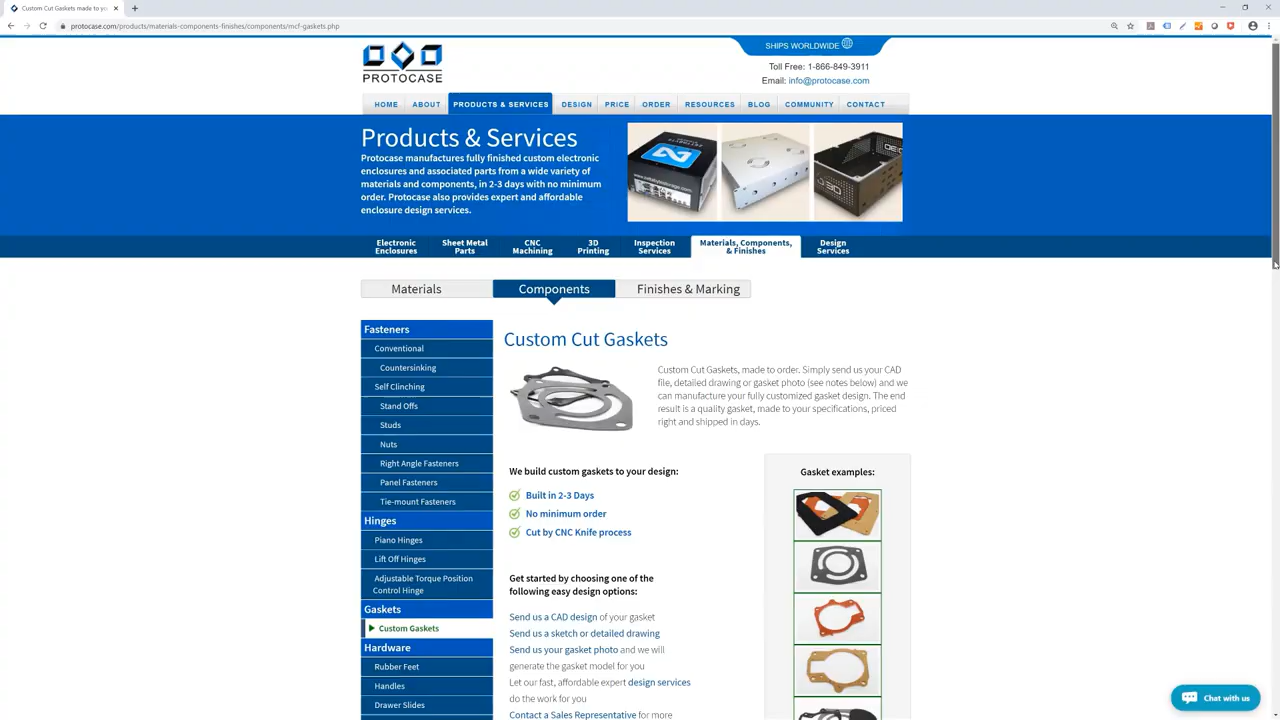 Custom Cut Gaskets made to yo
protocase.com/products/materials-components-finishes/components/mcf-gaskets.php
SHIPS WORLDWIDE
PROTOCASE
Toll Free: 1-866-849-3911
Email: info@protocase.com
HOME
ABOUT
PRODUCTS & SERVICES
DESIGN
PRICE
ORDER
RESOURCES
BLOG
COMMUNITY
CONTACT
Products & Services
Protocase manufactures fully finished custom electronic
enclosures and associated parts from a wide variety of
materials and components, in 2-3 days with no minimum
order. Protocase also provides expert and affordable
enclosure design services.
Electronic
Enclosures
Sheet Metal
Parts
CNC
Machining
3D
Printing
Inspection
Services
Materials, Components,
& Finishes
Design
Services
Materials
Components
Finishes & Marking
Fasteners
Conventional
Countersinking
Self Clinching
Stand Offs
Studs
Nuts
Right Angle Fasteners
Panel Fasteners
Tie-mount Fasteners
Hinges
Piano Hinges
Lift Off Hinges
Adjustable Torque Position
Control Hinge
Gaskets
Custom Gaskets
Hardware
Rubber Feet
Handles
Drawer Slides
Custom Cut Gaskets
Custom Cut Gaskets, made to order. Simply send us your CAD
file, detailed drawing or gasket photo (see notes below) and we
can manufacture your fully customized gasket design. The end
result is a quality gasket, made to your specifications, priced
right and shipped in days.
We build custom gaskets to your design:
Built in 2-3 Days
No minimum order
Cut by CNC Knife process
Get started by choosing one of the
following easy design options:
Send us a CAD design of your gasket
Send us a sketch or detailed drawing
Send us your gasket photo and we will
generate the gasket model for you
Let our fast, affordable expert design services
do the work for you
Contact a Sales Representative for more
Gasket examples:
Chat with us